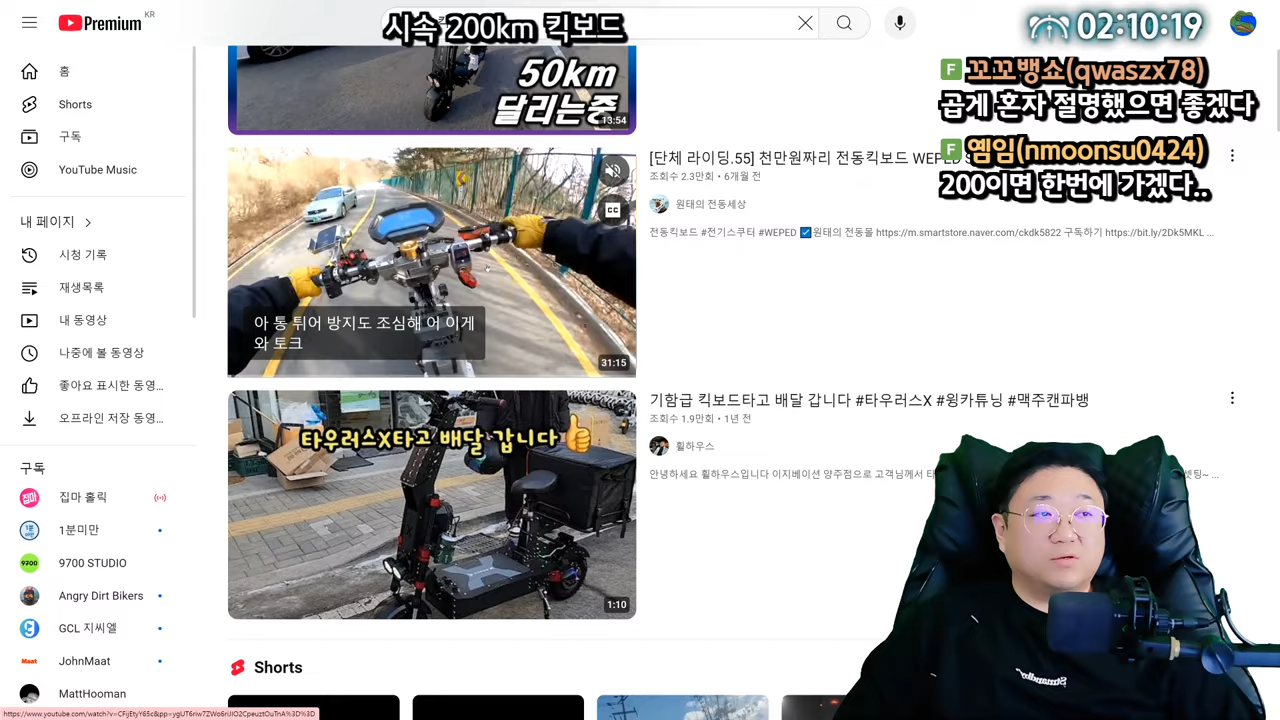 Premium KR
시속 200km 킥보드
02:10:19
F 꼬꼬뱅쇼(qwaszx78)
곱게 혼자 절명했으면 좋겠다
F 옘임(nmoonsu0424)
200이면 한번에 가겠다..
홈
Shorts
구독
YouTube Music
내 페이지
시청 기록
재생목록
내 동영상
나중에 볼 동영상
좋아요 표시한 동영...
오프라인 저장 동영...
구독
집마 홀릭
1분미만
9700 STUDIO
Angry Dirt Bikers
GCL 지씨엘
JohnMaat
MattHooman
50km
달리는중
13:54
CC
아 통 튀어 방지도 조심해 어 이게
와 토크
31:15
[단체 라이딩.55] 천만원짜리 전동킥보드 WEPED
조회수 2.3만회 • 6개월 전
원태의 전동세상
전동킥보드 #전기스쿠터 #WEPED ☑원태의 전동몰 https://m.smartstore.naver.com/ckdk5822 구독하기 https://bit.ly/2Dk5MKL ...
타우러스X타고 배달 갑니다
1:10
기함급 킥보드타고 배달 갑니다 #타우러스X #윙카튜닝 #맥주캔파뱅
조회수 1.9만회 • 1년 전
휠하우스
안녕하세요 휠하우스입니다 이지베이션 양주점으로 고객님께서 타
셋팅~ ...
Shorts